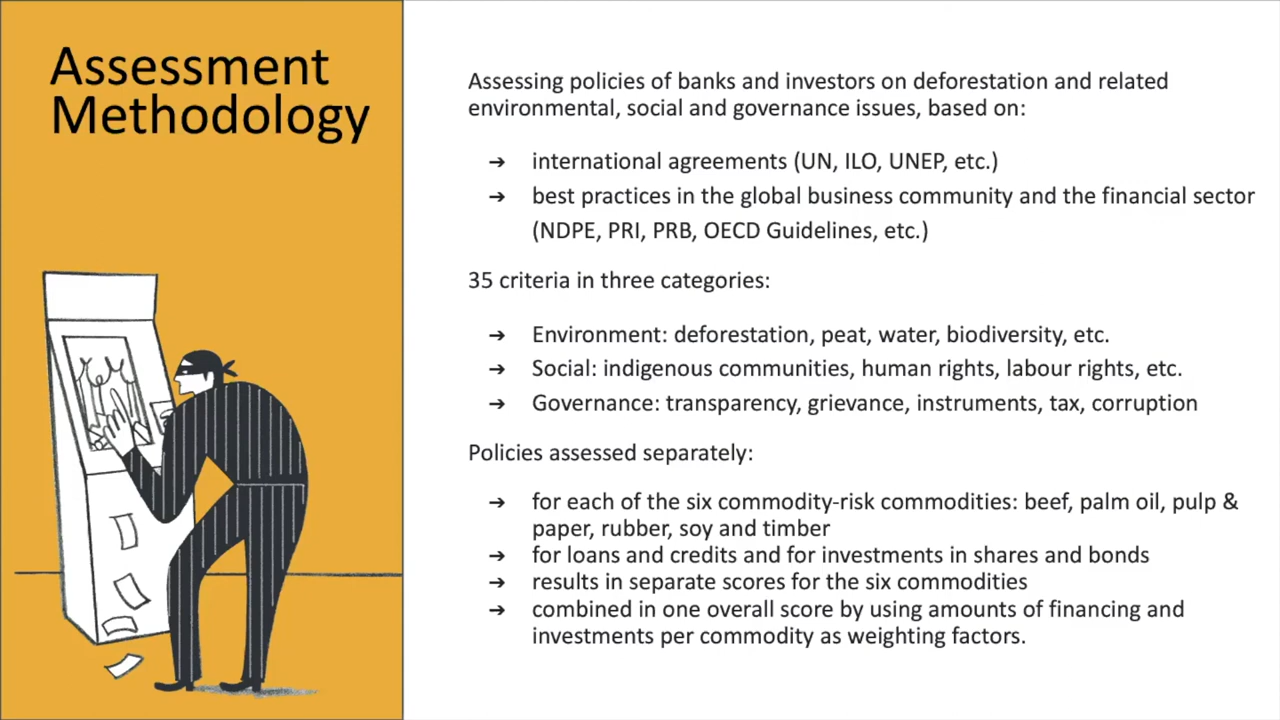 Assessment
Methodology
Assessing policies of banks and investors on deforestation and related
environmental, social and governance issues, based on:
➔ international agreements (UN, ILO, UNEP, etc.)
➔ best practices in the global business community and the financial sector
(NDPE, PRI, PRB, OECD Guidelines, etc.)
35 criteria in three categories:
➔ Environment: deforestation, peat, water, biodiversity, etc.
➔ Social: indigenous communities, human rights, labour rights, etc.
➔ Governance: transparency, grievance, instruments, tax, corruption
Policies assessed separately:
➔ for each of the six commodity-risk commodities: beef, palm oil, pulp &
paper, rubber, soy and timber
➔ for loans and credits and for investments in shares and bonds
➔ results in separate scores for the six commodities
➔ combined in one overall score by using amounts of financing and
investments per commodity as weighting factors.